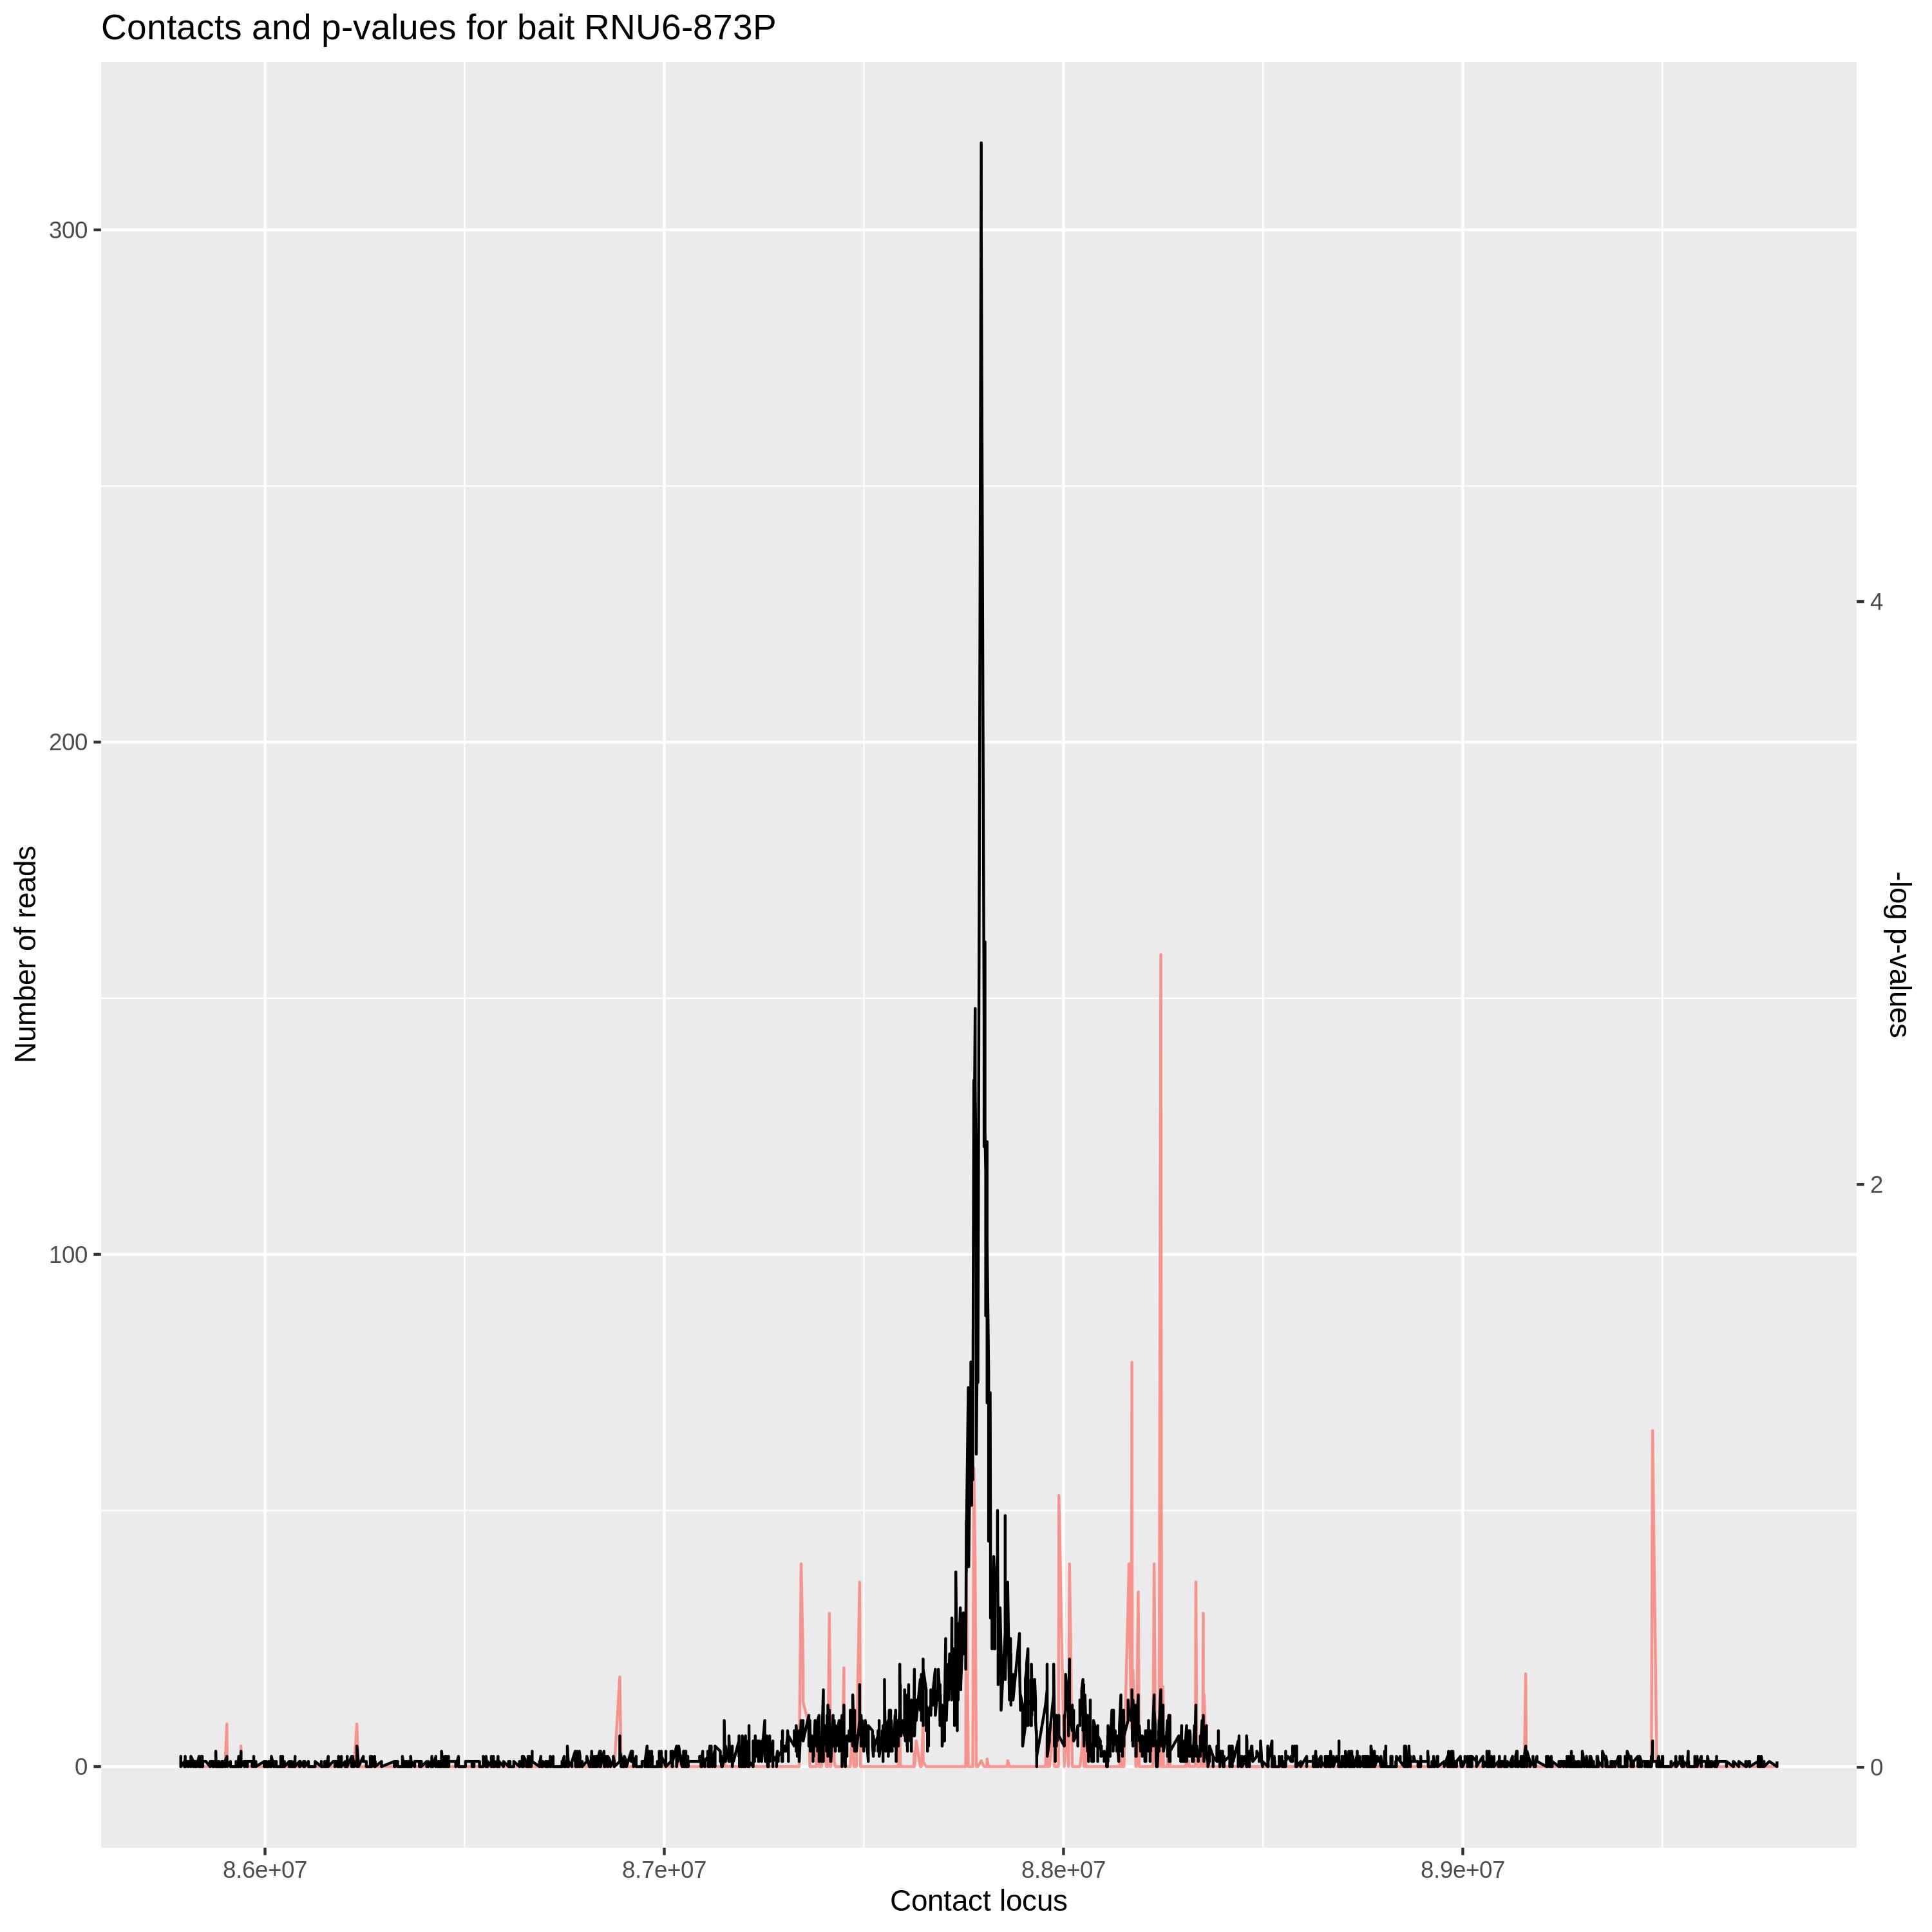 Contacts and p-values for bait RNU6-873P
300
200
100
0
4
2
0
Number of reads
-log p-values
8.6e+07
8.7e+07
8.8e+07
8.9e+07
Contact locus